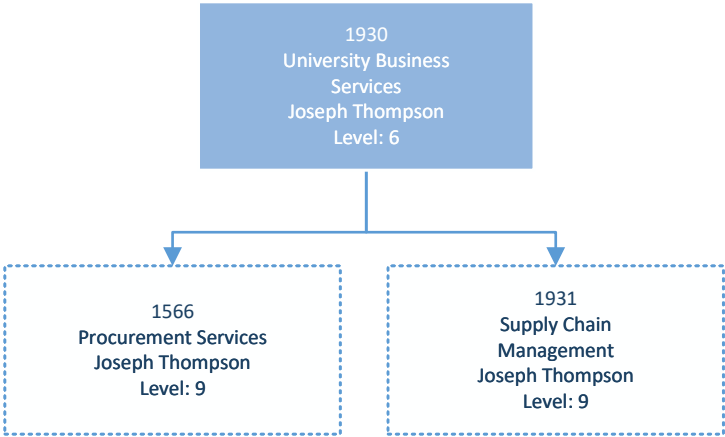 1930
University Business
Services
Joseph Thompson
Level: 6
1566
Procurement Services
Joseph Thompson
Level: 9
1931
Supply Chain
Management
Joseph Thompson
Level: 9